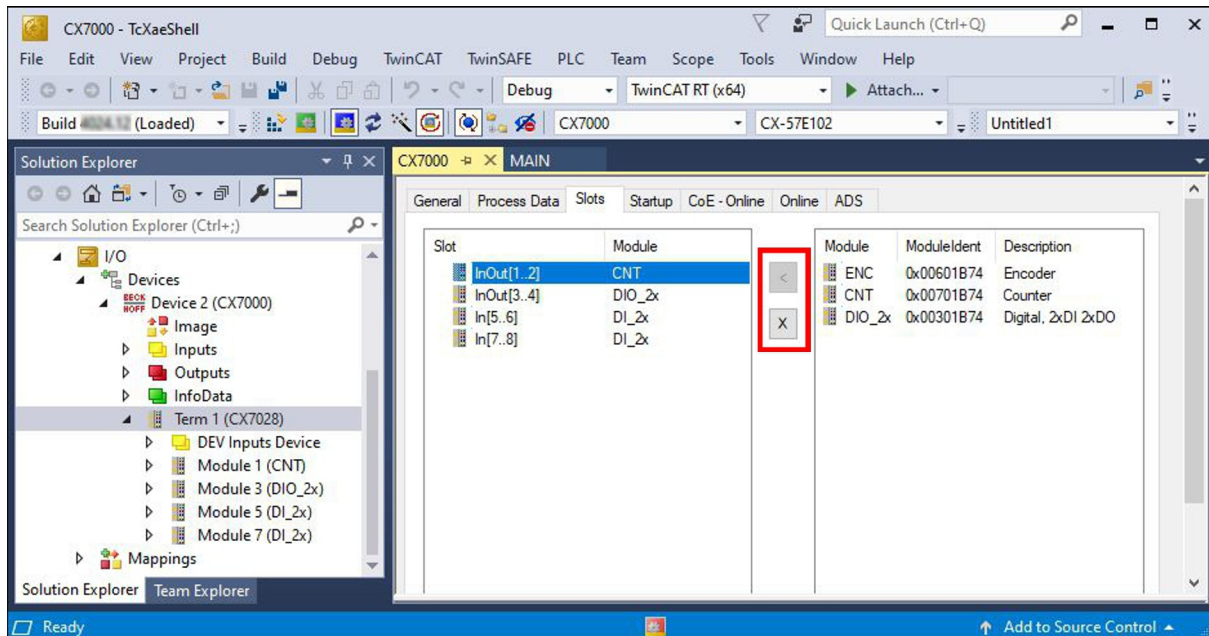 CX7000 - TcXaeShell
Quick Launch (Ctrl+Q)
File Edit View Project Build Debug TwinCAT TwinSAFE PLC Team Scope Tools Window Help
Debug TwinCAT RT (x64) Attach...
Build (Loaded) CX7000 CX-57E102 Untitled1
Solution Explorer
CX7000 MAIN
Search Solution Explorer (Ctrl+;)
I/O
Devices
BECK
HOFF
Device 2 (CX7000)
Image
Inputs
Outputs
InfoData
Term 1 (CX7028)
DEV Inputs Device
Module 1 (CNT)
Module 3 (DIO_2x)
Module 5 (DI_2x)
Module 7 (DI_2x)
Mappings
Solution Explorer Team Explorer
General Process Data Slots Startup CoE - Online Online ADS
Slot Module
InOut[1..2] CNT
InOut[3..4] DIO_2x
In[5..6] DI_2x
In[7..8] DI_2x
<
X
Module ModuleIdent Description
ENC 0x00601B74 Encoder
CNT 0x00701B74 Counter
DIO_2x 0x00301B74 Digital, 2xDI 2xDO
Ready
Add to Source Control